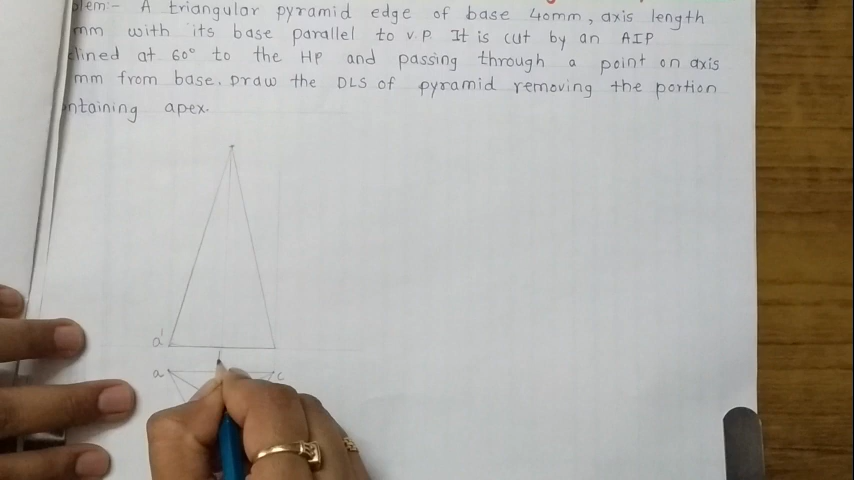 blem:- A triangular pyramid edge of base 40mm, axis length
mm with its base parallel to V.P. It is cut by an AIP
clined at 60° to the HP and passing through a point on axis
mm from base. Draw the DLS of pyramid removing the portion
ntaining apex.
a'
a c